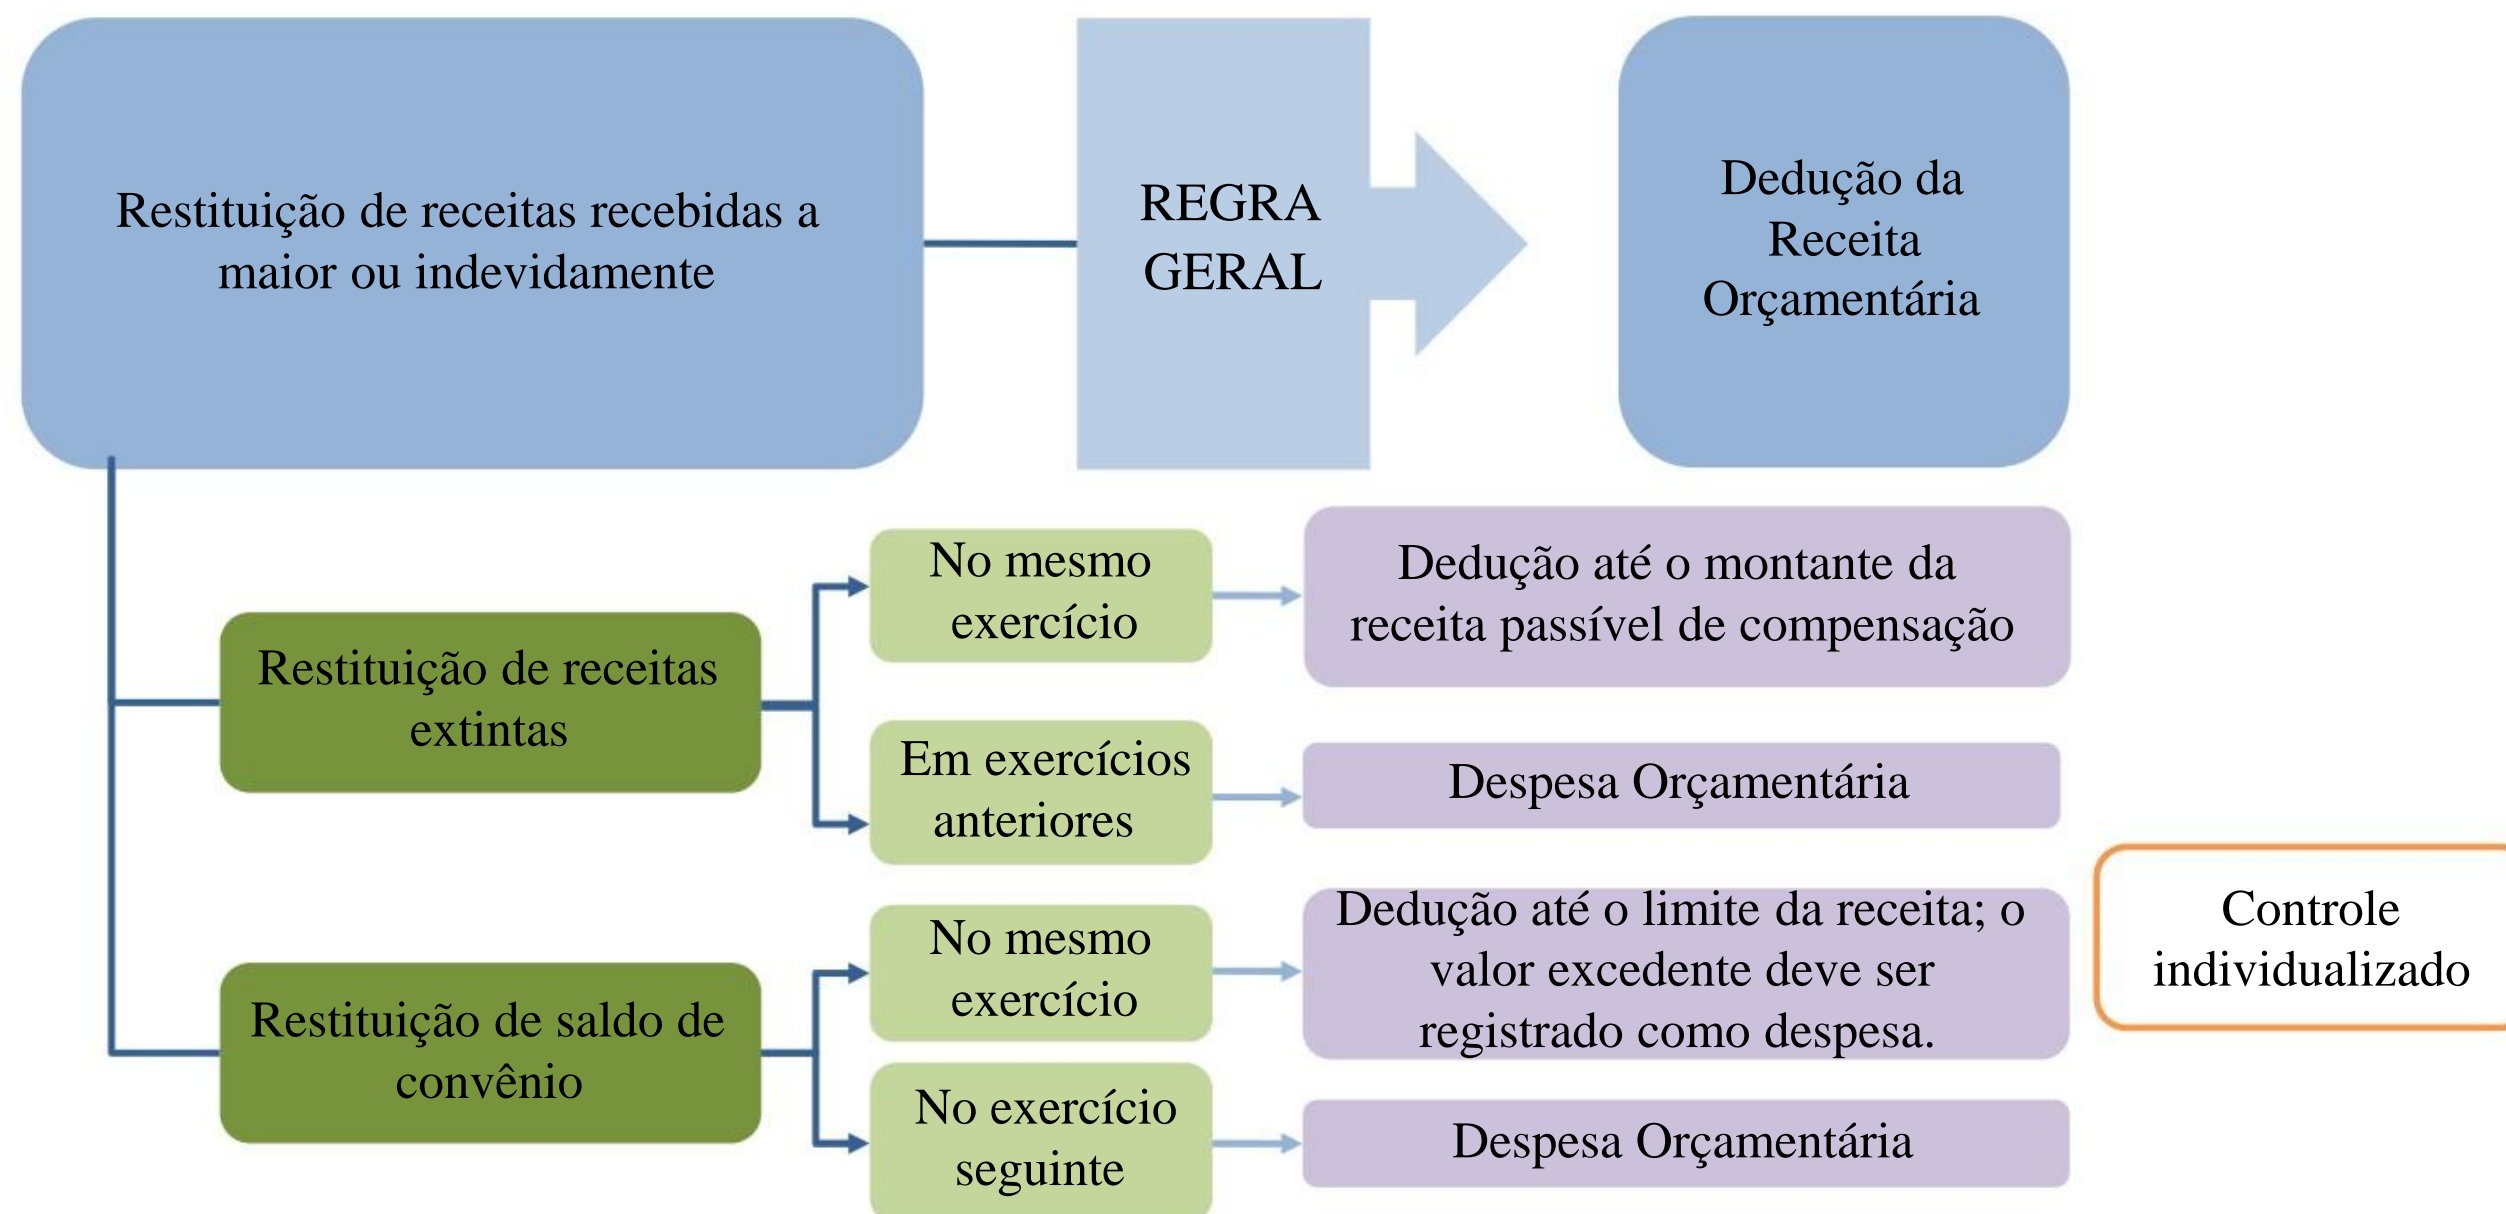 Restituição de receitas recebidas a
maior ou indevidamente
REGRA
GERAL
Dedução da
Receita
Orçamentária
Restituição de receitas
extintas
No mesmo
exercício
Dedução até o montante da
receita passível de compensação
Em exercícios
anteriores
Despesa Orçamentária
Restituição de saldo de
convênio
No mesmo
exercício
Dedução até o limite da receita; o
valor excedente deve ser
registrado como despesa.
Controle
individualizado
No exercício
seguinte
Despesa Orçamentária